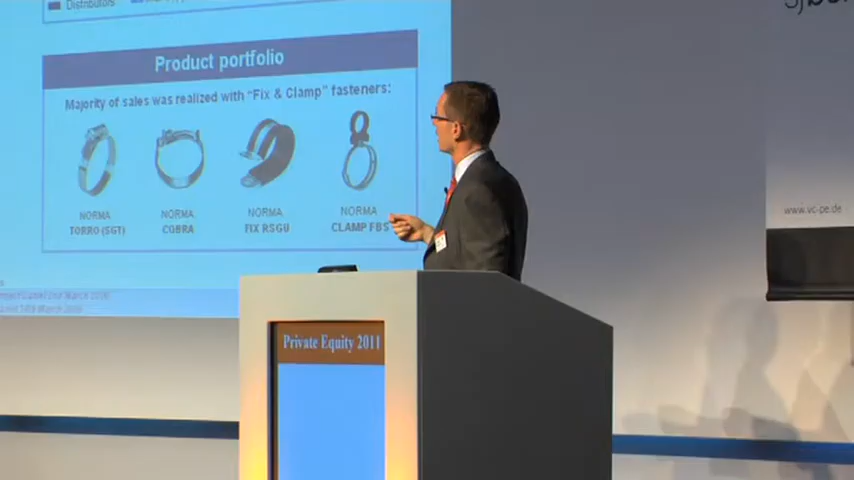 Distributors
Product portfolio
Majority of sales was realized with "Fix & Clamp" fasteners:
NORMA NORMA NORMA NORMA
TORRO (SGT) COBRA FIX RSGU CLAMP FBS
www.vc-pe.de
Private Equity 2011